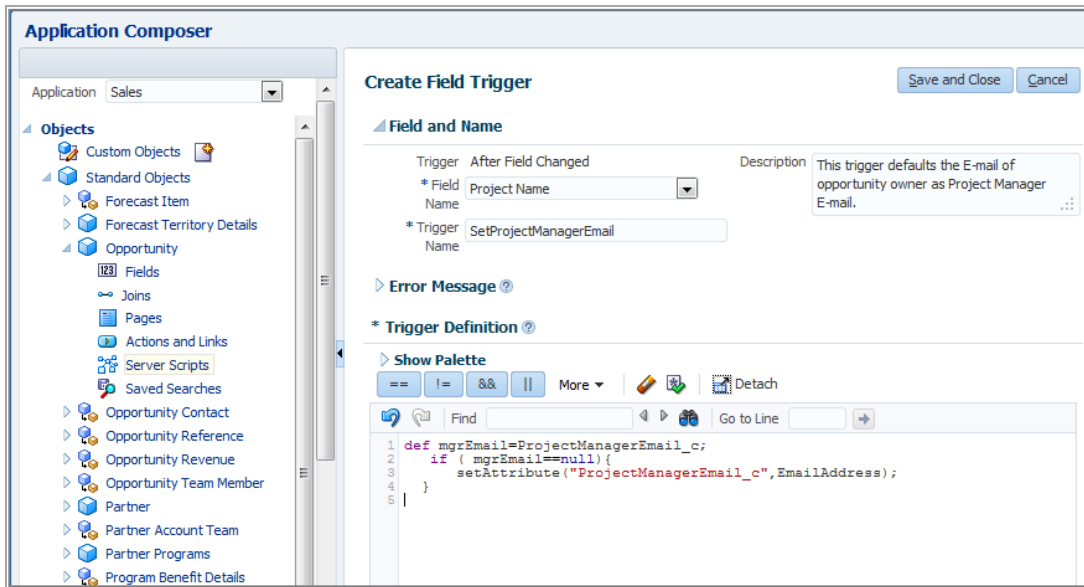 Application Composer
Application Sales
Objects
Custom Objects
Standard Objects
Forecast Item
Forecast Territory Details
Opportunity
123 Fields
Joins
Pages
Actions and Links
Server Scripts
Saved Searches
Opportunity Contact
Opportunity Reference
Opportunity Revenue
Opportunity Team Member
Partner
Partner Account Team
Partner Programs
Program Benefit Details
Create Field Trigger
Save and Close Cancel
Field and Name
Trigger After Field Changed
* Field Name Project Name
* Trigger Name SetProjectManagerEmail
Description This trigger defaults the E-mail of
opportunity owner as Project Manager
E-mail.
Error Message ?
* Trigger Definition ?
Show Palette
== != && || More Detach
Find Go to Line
1 def mgrEmail=ProjectManagerEmail_c;
2 if ( mgrEmail==null){
3 setAttribute("ProjectManagerEmail_c",EmailAddress);
4 }
5